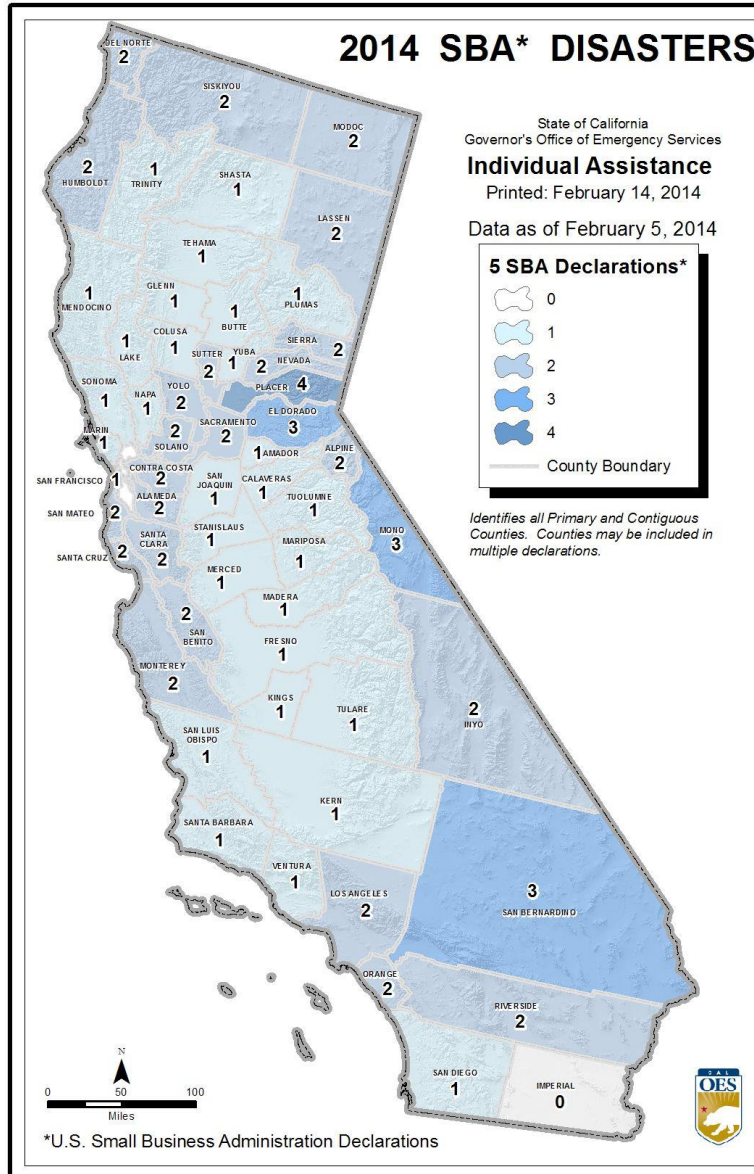 2014 SBA* DISASTERS
State of California
Governor's Office of Emergency Services
Individual Assistance
Printed: February 14, 2014
Data as of February 5, 2014
5 SBA Declarations*
0
1
2
3
4
County Boundary
Identifies all Primary and Contiguous
Counties. Counties may be included in
multiple declarations.
DEL NORTE
2
SISKIYOU
2
MODOC
2
2
HUMBOLDT
1
TRINITY
SHASTA
1
LASSEN
2
TEHAMA
1
1
MENDOCINO
GLENN
1
1
BUTTE
1
PLUMAS
1
LAKE
COLUSA
1
SUTTER
2
YUBA
1
SIERRA
2
NEVADA
2
PLACER
4
SONOMA
1
NAPA
1
YOLO
2
EL DORADO
3
SACRAMENTO
2
MARIN
1
2
SOLANO
1
AMADOR
ALPINE
2
SAN FRANCISCO
1
CONTRA COSTA
2
SAN
JOAQUIN
1
CALAVERAS
1
TUOLUMNE
1
SAN MATEO
2
ALAMEDA
2
MONO
3
STANISLAUS
1
SANTA CRUZ
2
SANTA
CLARA
2
MARIPOSA
1
MERCED
1
MADERA
1
2
SAN
BENITO
FRESNO
1
MONTEREY
2
KINGS
1
TULARE
1
2
INYO
SAN LUIS
OBISPO
1
KERN
1
SANTA BARBARA
1
VENTURA
1
LOS ANGELES
2
3
SAN BERNARDINO
ORANGE
2
RIVERSIDE
2
SAN DIEGO
1
IMPERIAL
0
N
0 50 100
Miles
CAL
OES
*U.S. Small Business Administration Declarations